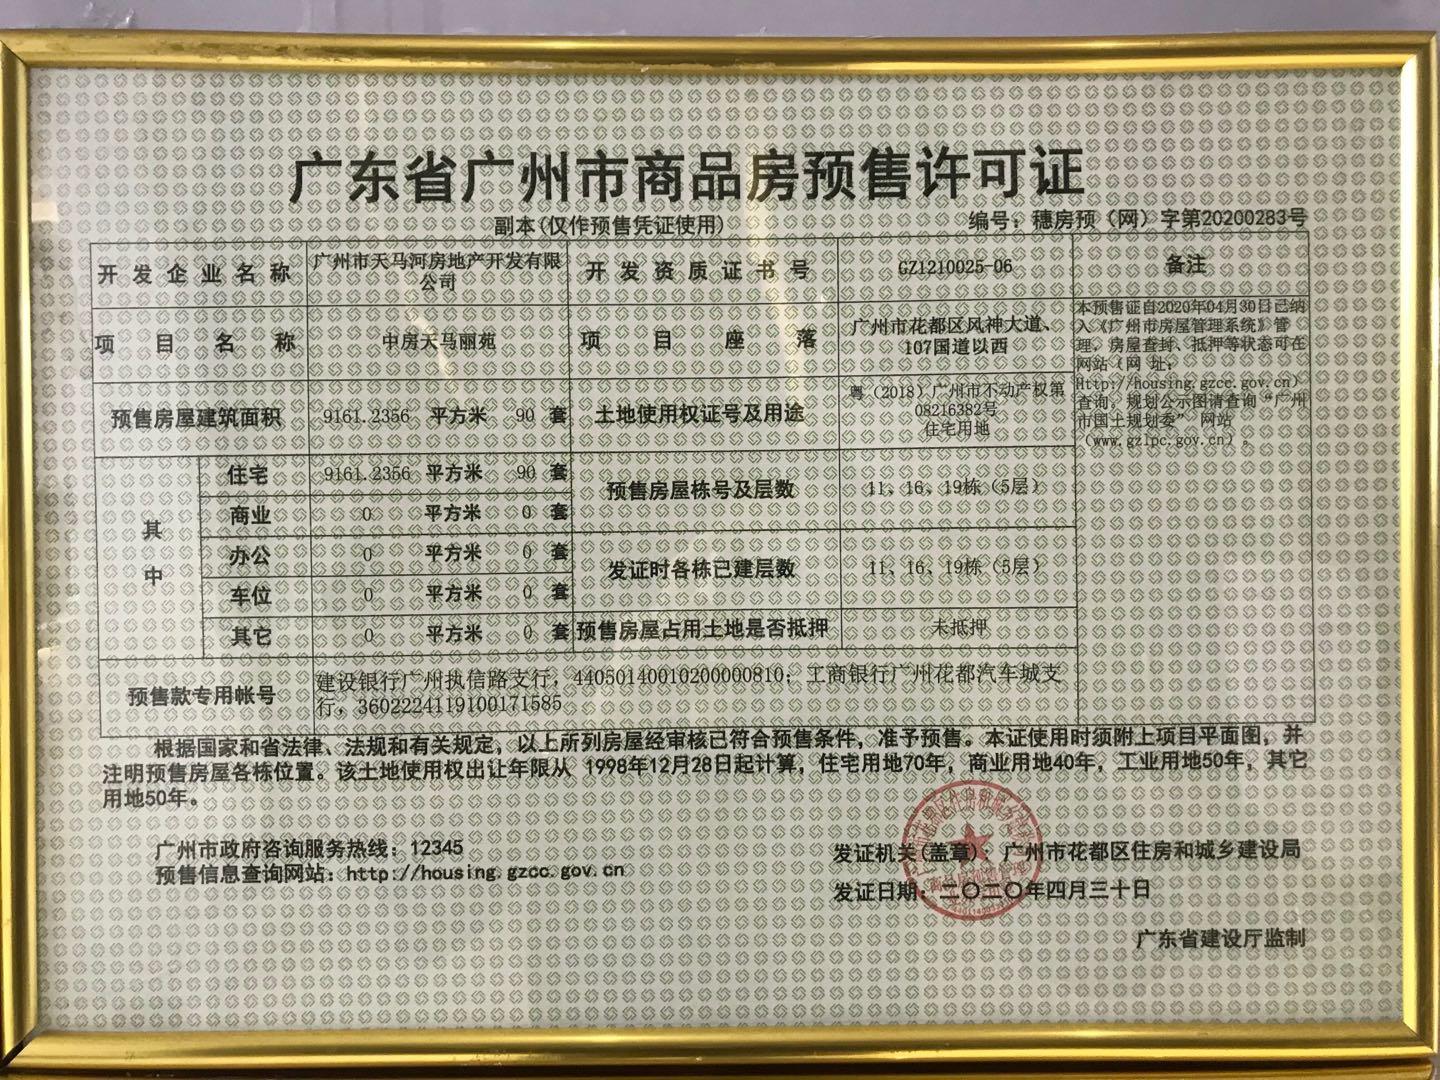 广东省广州市商品房预售许可证
副本(仅作预售凭证使用)
编号：穗房预（网）字第20200283号
开发企业名称
广州市天马河房地产开发有限
公司
开发资质证书号
GZ1210025-06
备注
项目名称
中房天马丽苑
项目座落
广州市花都区风神大道、
107国道以西
本预售证自2020年04月30日已纳
入《广州市房屋管理系统》管
理，房屋查封、抵押等状态可在
网站（网 址：
Http://housing.gzcc.gov.cn）
查询。规划公示图请查询“广州
市国土规划委” 网站
（www.gzlpc.gov.cn）。
预售房屋建筑面积
9161.2356 平方米 90 套
土地使用权证号及用途
粤（2018）广州市不动产权第
08216382号
住宅用地
其中
住宅 9161.2356 平方米 90 套
商业 0 平方米 0 套
办公 0 平方米 0 套
车位 0 平方米 0 套
其它 0 平方米 0 套
预售房屋栋号及层数
11、16、19栋（5层）
发证时各栋已建层数
11、16、19栋（5层）
预售房屋占用土地是否抵押
未抵押
预售款专用帐号
建设银行广州执信路支行，44050140010200000810；工商银行广州花都汽车城支
行，3602224119100171585
根据国家和省法律、法规和有关规定，以上所列房屋经审核已符合预售条件，准予预售。本证使用时须附上项目平面图，并
注明预售房屋各栋位置。该土地使用权出让年限从 1998年12月28日起计算，住宅用地70年，商业用地40年，工业用地50年，其它
用地50年。
广州市政府咨询服务热线：12345
预售信息查询网站：http://housing.gzcc.gov.cn
发证机关(盖章)：广州市花都区住房和城乡建设局
发证日期：二〇二〇年四月三十日
广东省建设厅监制